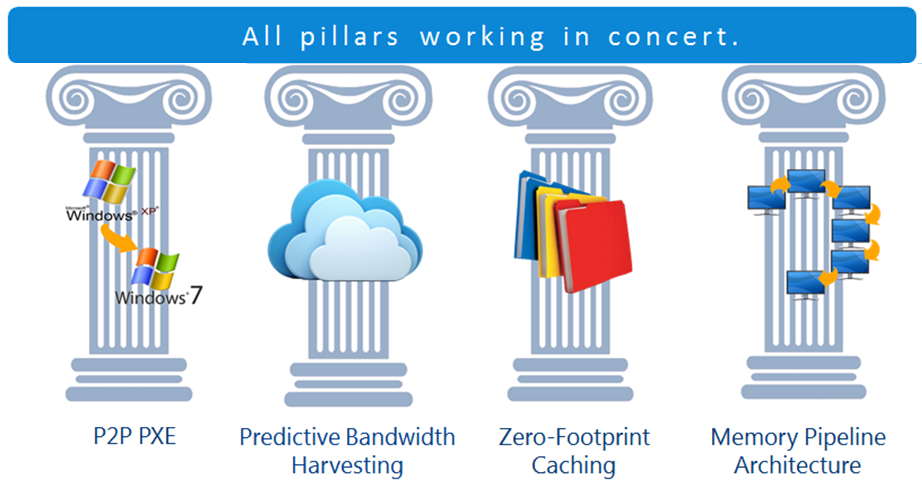 All pillars working in concert.
Microsoft®
Windows® XP®
Windows® 7
P2P PXE
Predictive Bandwidth
Harvesting
Zero-Footprint
Caching
Memory Pipeline
Architecture